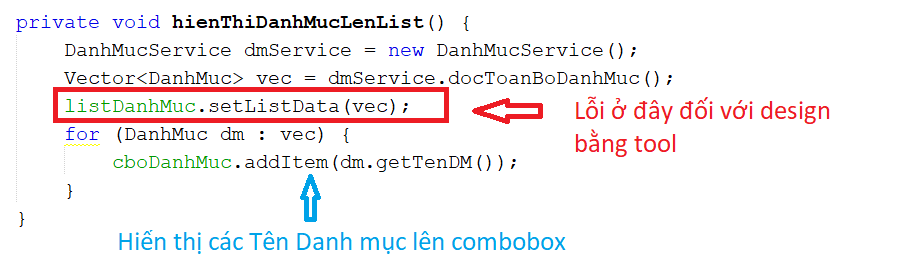 private void hienThiDanhMucLenList() {
DanhMucService dmService = new DanhMucService();
Vector<DanhMuc> vec = dmService.docToanBoDanhMuc();
listDanhMuc.setListData(vec);
Lỗi ở đây đối với design
bằng tool
for (DanhMuc dm : vec) {
cboDanhMuc.addItem(dm.getTenDM());
}
}
Hiến thị các Tên Danh mục lên combobox